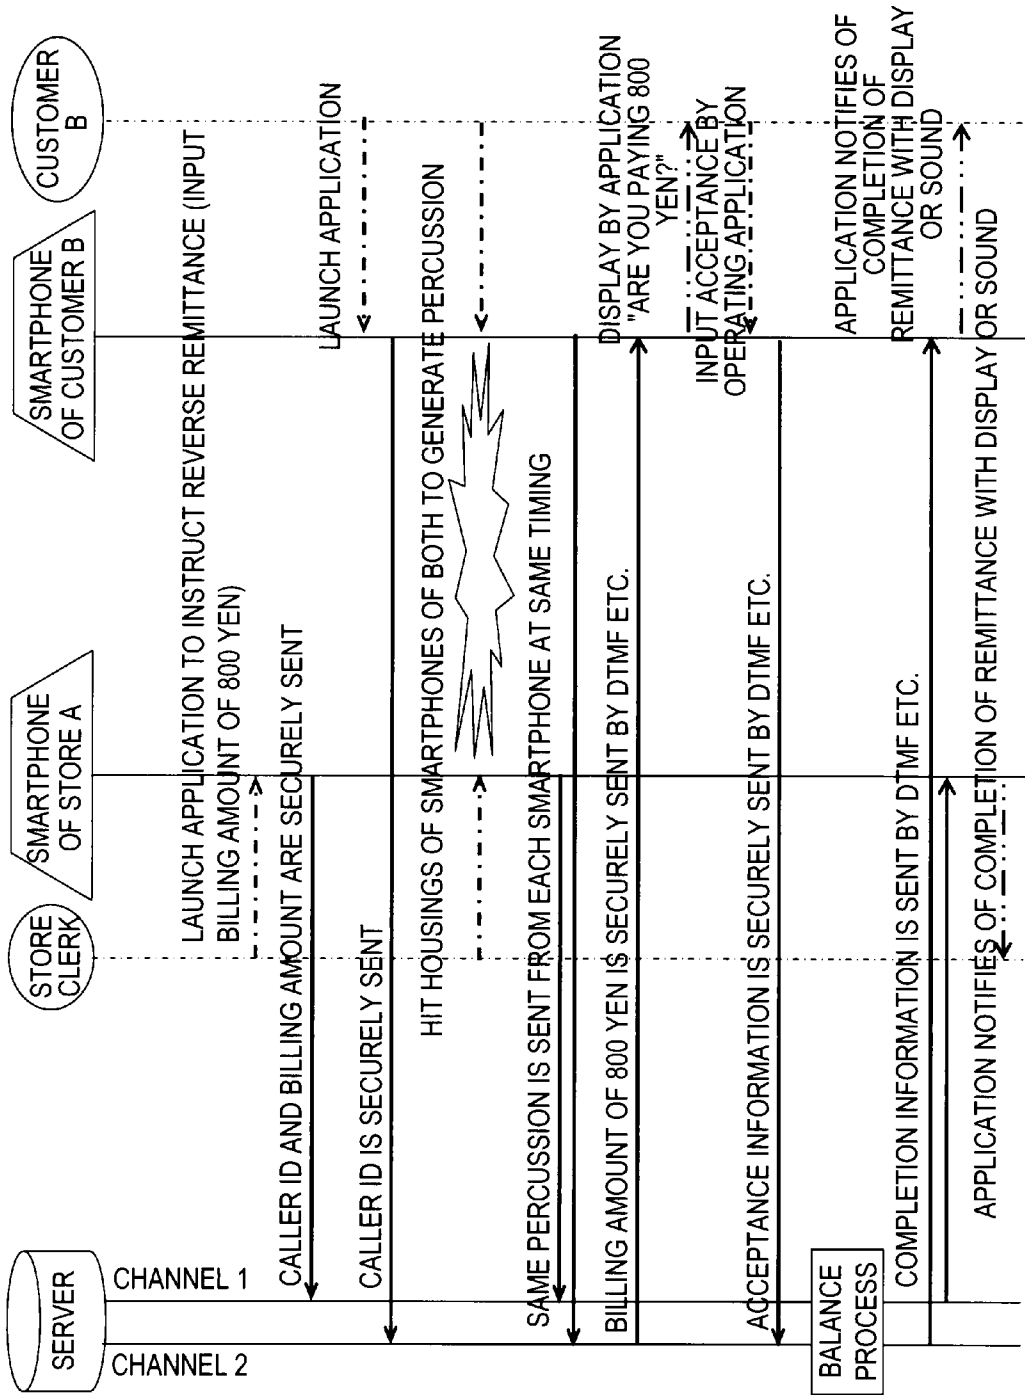 SERVER
CHANNEL 1
CHANNEL 2
STORE
CLERK
SMARTPHONE
OF STORE A
SMARTPHONE
OF CUSTOMER B
CUSTOMER
B
LAUNCH APPLICATION TO INSTRUCT REVERSE REMITTANCE (INPUT
BILLING AMOUNT OF 800 YEN)
CALLER ID AND BILLING AMOUNT ARE SECURELY SENT
LAUNCH APPLICATION
CALLER ID IS SECURELY SENT
HIT HOUSINGS OF SMARTPHONES OF BOTH TO GENERATE PERCUSSION
SAME PERCUSSION IS SENT FROM EACH SMARTPHONE AT SAME TIMING
BILLING AMOUNT OF 800 YEN IS SECURELY SENT BY DTMF ETC.
DISPLAY BY APPLICATION
"ARE YOU PAYING 800
YEN?"
INPUT ACCEPTANCE BY
OPERATING APPLICATION
ACCEPTANCE INFORMATION IS SECURELY SENT BY DTMF ETC.
BALANCE
PROCESS
COMPLETION INFORMATION IS SENT BY DTMF ETC.
APPLICATION NOTIFIES OF
COMPLETION OF
REMITTANCE WITH DISPLAY
OR SOUND
APPLICATION NOTIFIES OF COMPLETION OF REMITTANCE WITH DISPLAY OR SOUND